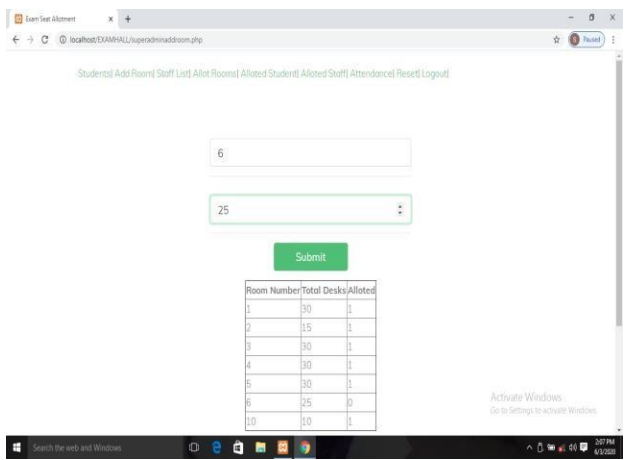 Exam Seat Allotment
localhost/EXAMHALL/superadminaddroom.php
Paused
Students| Add Room| Staff List| Allot Rooms| Alloted Student| Alloted Staff| Attendance| Reset| Logout|
6
25
Submit
Room Number Total Desks Alloted
1 30 1
2 15 1
3 30 1
4 30 1
5 30 1
6 25 0
10 10 1
Activate Windows
Go to Settings to activate Windows.
Search the web and Windows
2:07 PM
6/3/2020